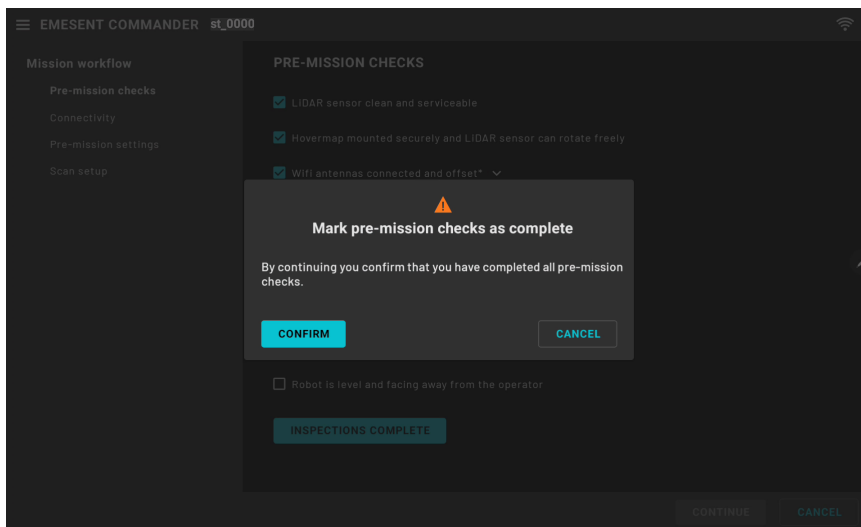 EMESENT COMMANDER st_0000
Mission workflow
Pre-mission checks
Connectivity
Pre-mission settings
Scan setup
PRE-MISSION CHECKS
LiDAR sensor clean and serviceable
Hovermap mounted securely and LiDAR sensor can rotate freely
Wifi antennas connected and offset*
Mark pre-mission checks as complete
By continuing you confirm that you have completed all pre-mission
checks.
CONFIRM
CANCEL
Robot is level and facing away from the operator
INSPECTIONS COMPLETE
CONTINUE
CANCEL